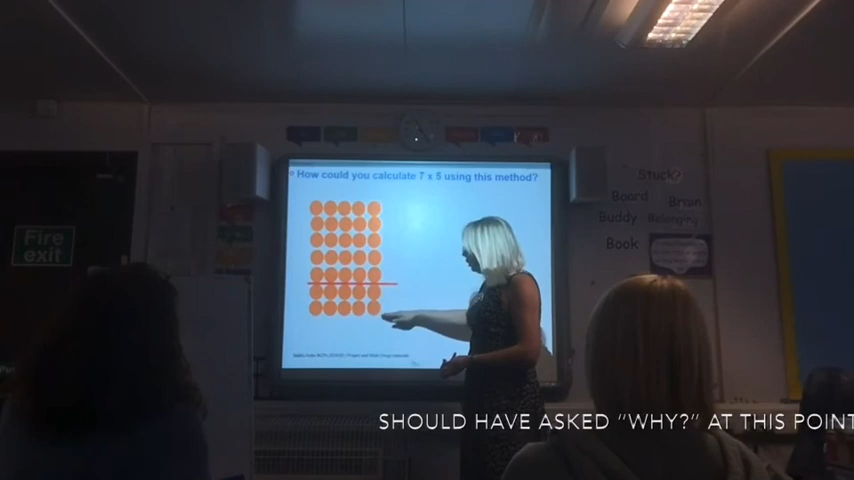 How could you calculate 7 x 5 using this method?
Stuck?
Board
Brain
Buddy
Belonging
Book
Fire
exit
SHOULD HAVE ASKED “WHY?” AT THIS POINT